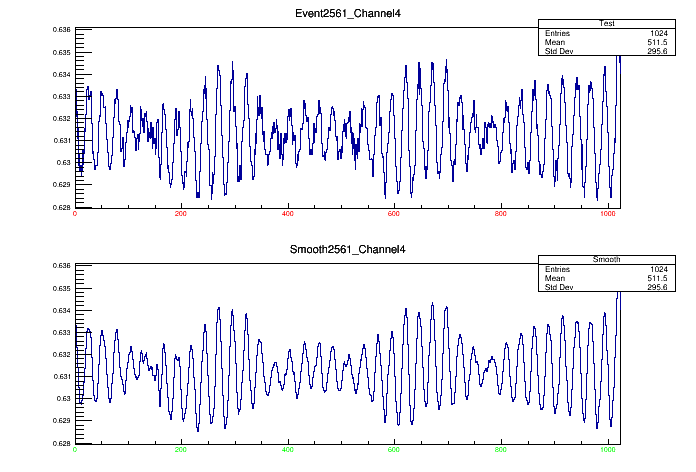 Event2561_Channel4
Test
Entries 1024
Mean 511.5
Std Dev 295.6
0.636
0.635
0.634
0.633
0.632
0.631
0.63
0.629
0.628
0 200 400 600 800 1000
Smooth2561_Channel4
Smooth
Entries 1024
Mean 511.5
Std Dev 295.6
0.636
0.635
0.634
0.633
0.632
0.631
0.63
0.629
0.628
0 200 400 600 800 1000